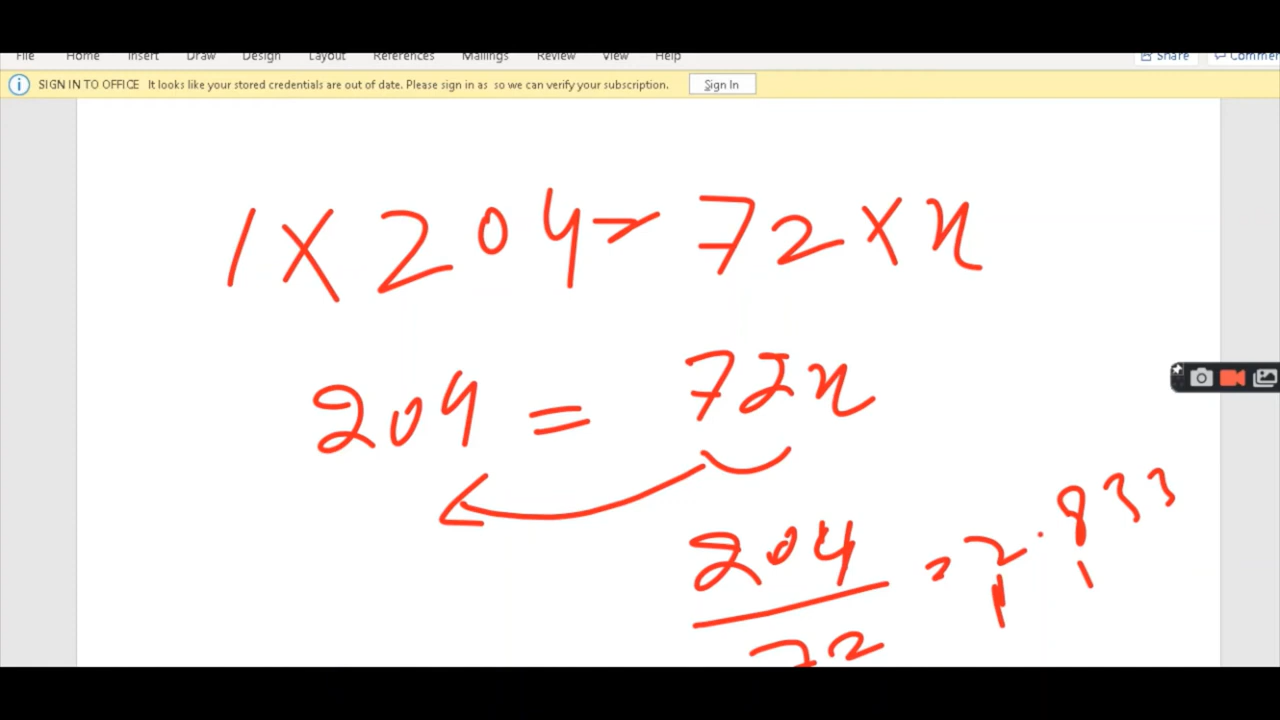 File Home Insert Draw Design Layout References Mailings Review View Help Share Commen
SIGN IN TO OFFICE It looks like your stored credentials are out of date. Please sign in as so we can verify your subscription. Sign In
1 X 204 = 72 X x
204 = 72x
204
= 2.833
72